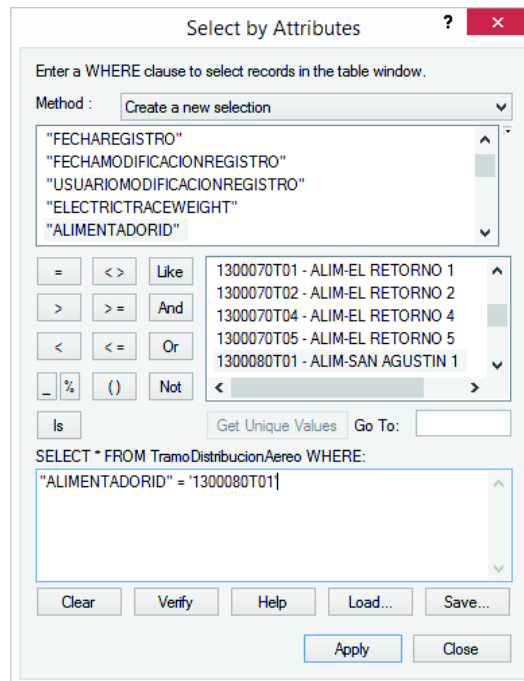 Select by Attributes
?
×
Enter a WHERE clause to select records in the table window.
Method : Create a new selection
"FECHAREGISTRO"
"FECHAMODIFICACIONREGISTRO"
"USUARIOMODIFICACIONREGISTRO"
"ELECTRICTRACEWEIGHT"
"ALIMENTADORID"
= < > Like
> > = And
< < = Or
_ % () Not
Is
1300070T01 - ALIM-EL RETORNO 1
1300070T02 - ALIM-EL RETORNO 2
1300070T04 - ALIM-EL RETORNO 4
1300070T05 - ALIM-EL RETORNO 5
1300080T01 - ALIM-SAN AGUSTIN 1
Get Unique Values Go To:
SELECT * FROM TramoDistribucionAereo WHERE:
"ALIMENTADORID" = '1300080T01'
Clear Verify Help Load... Save...
Apply Close